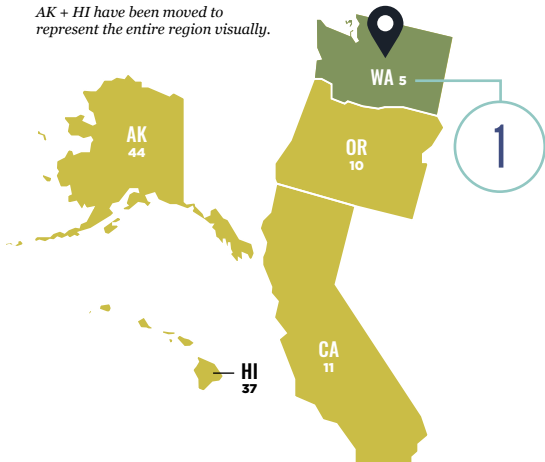 AK + HI have been moved to
represent the entire region visually.
WA 5
1
AK
44
OR
10
CA
11
HI
37